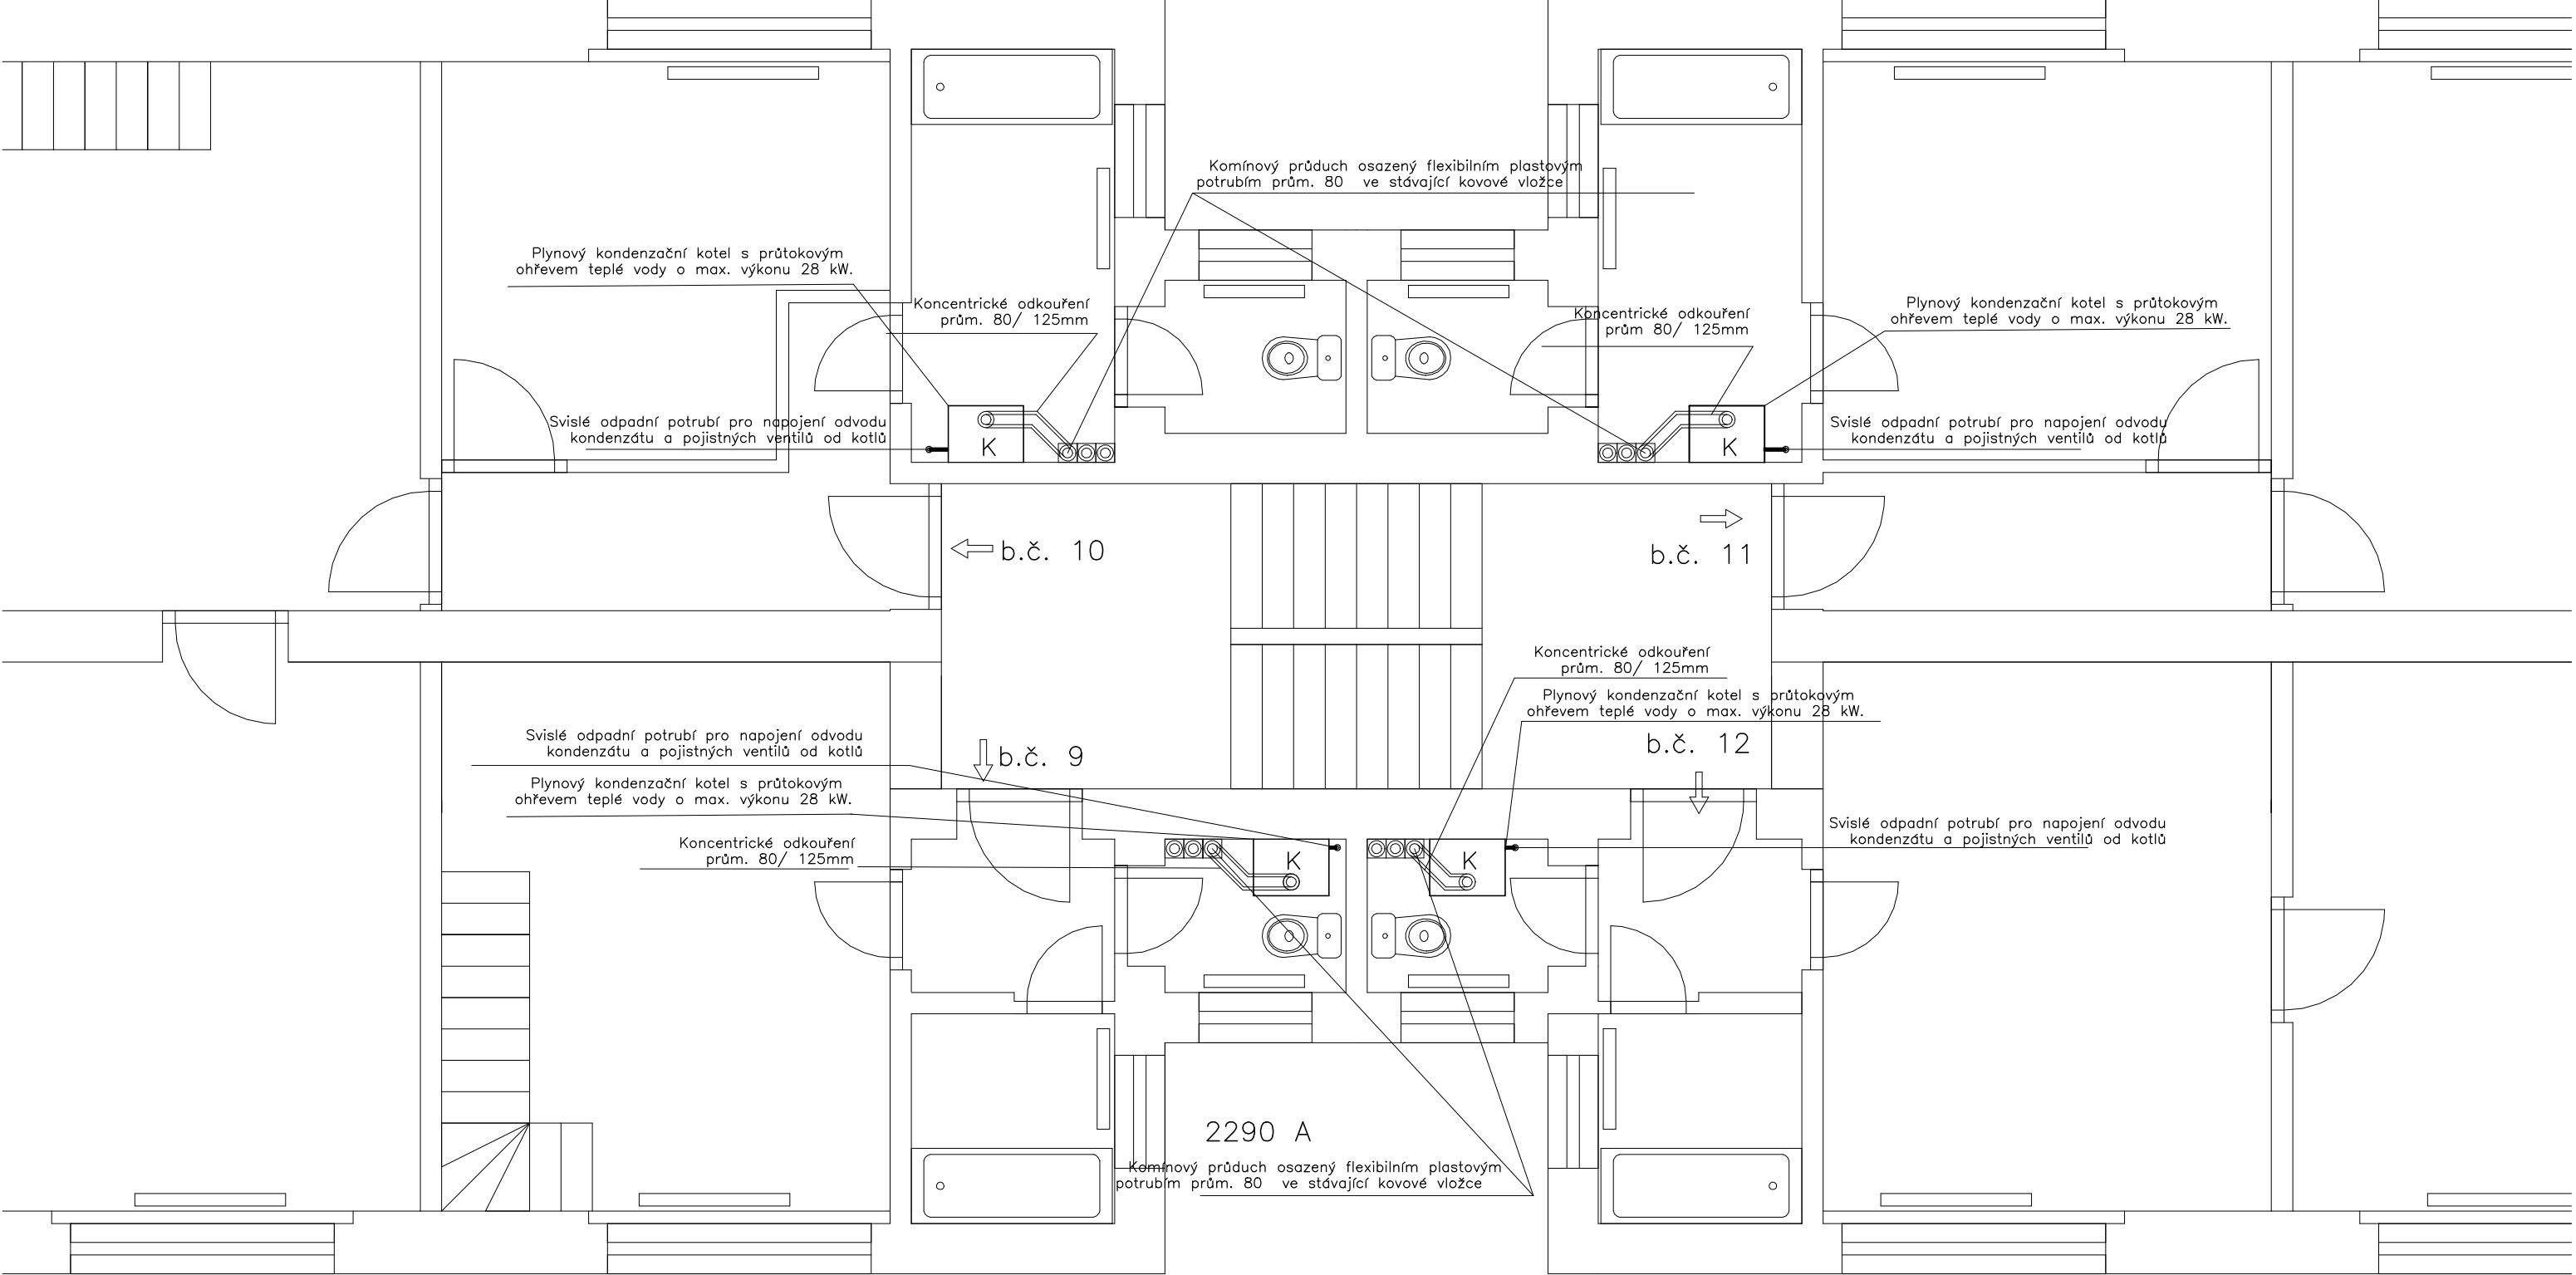 Komínový průduch osazený flexibilním plastovým
potrubím prům. 80 ve stávající kovové vložce
Plynový kondenzační kotel s průtokovým
ohřevem teplé vody o max. výkonu 28 kW.
Koncentrické odkouření
prům. 80/ 125mm
Koncentrické odkouření
prům 80/ 125mm
Plynový kondenzační kotel s průtokovým
ohřevem teplé vody o max. výkonu 28 kW.
Svislé odpadní potrubí pro napojení odvodu
kondenzátu a pojistných ventilů od kotlů
K
K
Svislé odpadní potrubí pro napojení odvodu
kondenzátu a pojistných ventilů od kotlů
b.č. 10
b.č. 11
Koncentrické odkouření
prům. 80/ 125mm
Plynový kondenzační kotel s průtokovým
ohřevem teplé vody o max. výkonu 28 kW.
Svislé odpadní potrubí pro napojení odvodu
kondenzátu a pojistných ventilů od kotlů
b.č. 9
b.č. 12
Plynový kondenzační kotel s průtokovým
ohřevem teplé vody o max. výkonu 28 kW.
Koncentrické odkouření
prům. 80/ 125mm
K
K
Svislé odpadní potrubí pro napojení odvodu
kondenzátu a pojistných ventilů od kotlů
2290 A
Komínový průduch osazený flexibilním plastovým
potrubím prům. 80 ve stávající kovové vložce